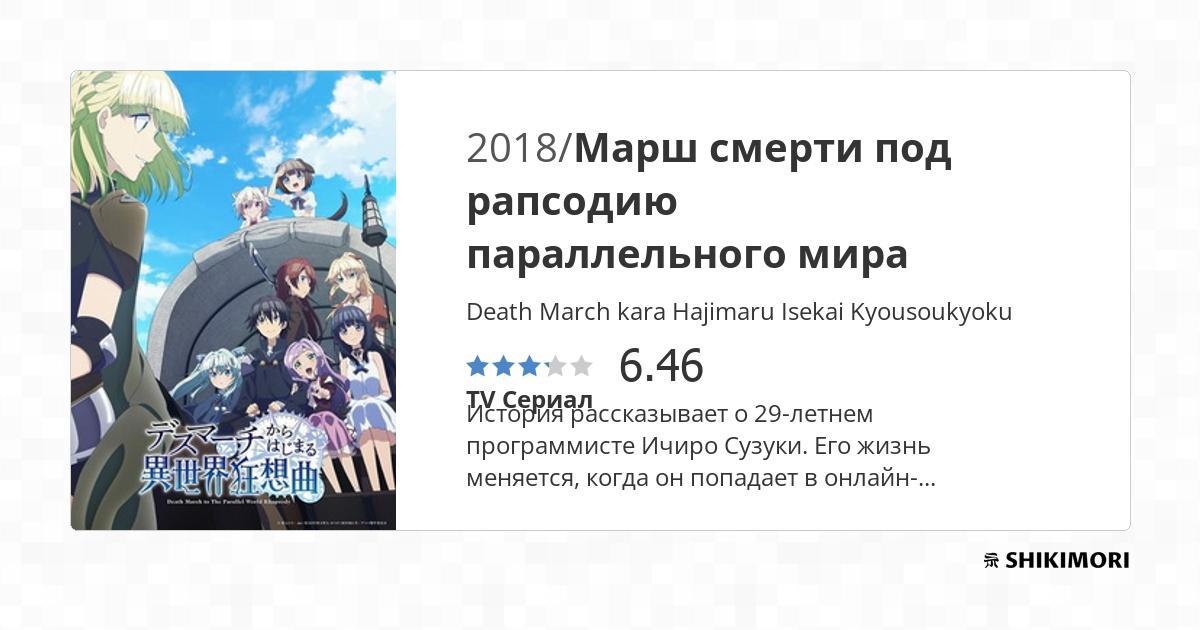 2018/Марш смерти под
рапсодию
параллельного мира
Death March kara Hajimaru Isekai Kyousoukyoku
6.46
TV Сериал
История рассказывает о 29-летнем
программисте Ичиро Сузуки. Его жизнь
меняется, когда он попадает в онлайн-...
デスマーチから
はじまる
異世界狂想曲
Death March to The Parallel World Rhapsody
SHIKIMORI